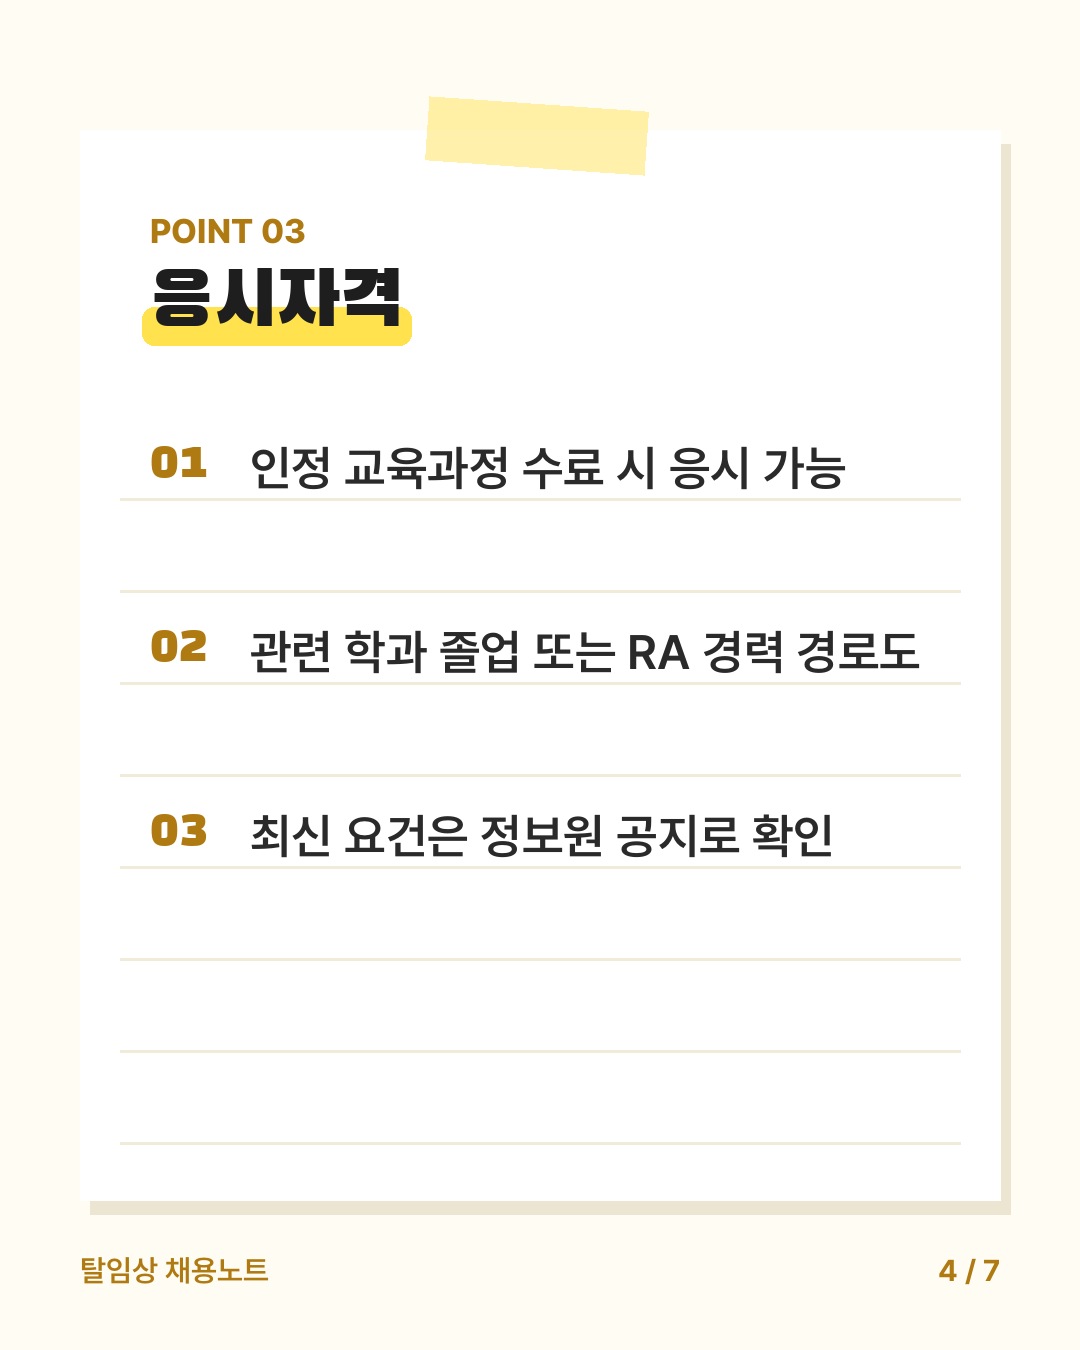 POINT 03
응시자격
01 인정 교육과정 수료 시 응시 가능
02 관련 학과 졸업 또는 RA 경력 경로도
03 최신 요건은 정보원 공지로 확인
탈임상 채용노트
4 / 7